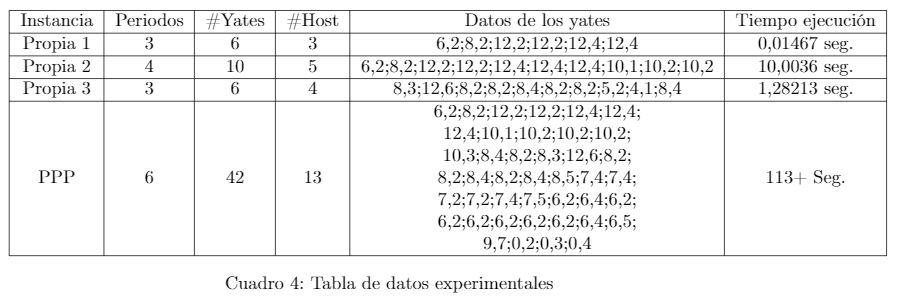 Instancia Periodos #Yates #Host Datos de los yates Tiempo ejecución
Propia 1 3 6 3 6,2;8,2;12,2;12,2;12,4;12,4 0,01467 seg.
Propia 2 4 10 5 6,2;8,2;12,2;12,2;12,4;12,4;12,4;10,1;10,2;10,2 10,0036 seg.
Propia 3 3 6 4 8,3;12,6;8,2;8,2;8,4;8,2;8,2;5,2;4,1;8,4 1,28213 seg.
6,2;8,2;12,2;12,2;12,4;12,4;
12,4;10,1;10,2;10,2;10,2;
10,3;8,4;8,2;8,3;12,6;8,2;
PPP 6 42 13 8,2;8,4;8,2;8,4;8,5;7,4;7,4; 113+ Seg.
7,2;7,2;7,4;7,5;6,2;6,4;6,2;
6,2;6,2;6,2;6,2;6,2;6,4;6,5;
9,7;0,2;0,3;0,4
Cuadro 4: Tabla de datos experimentales